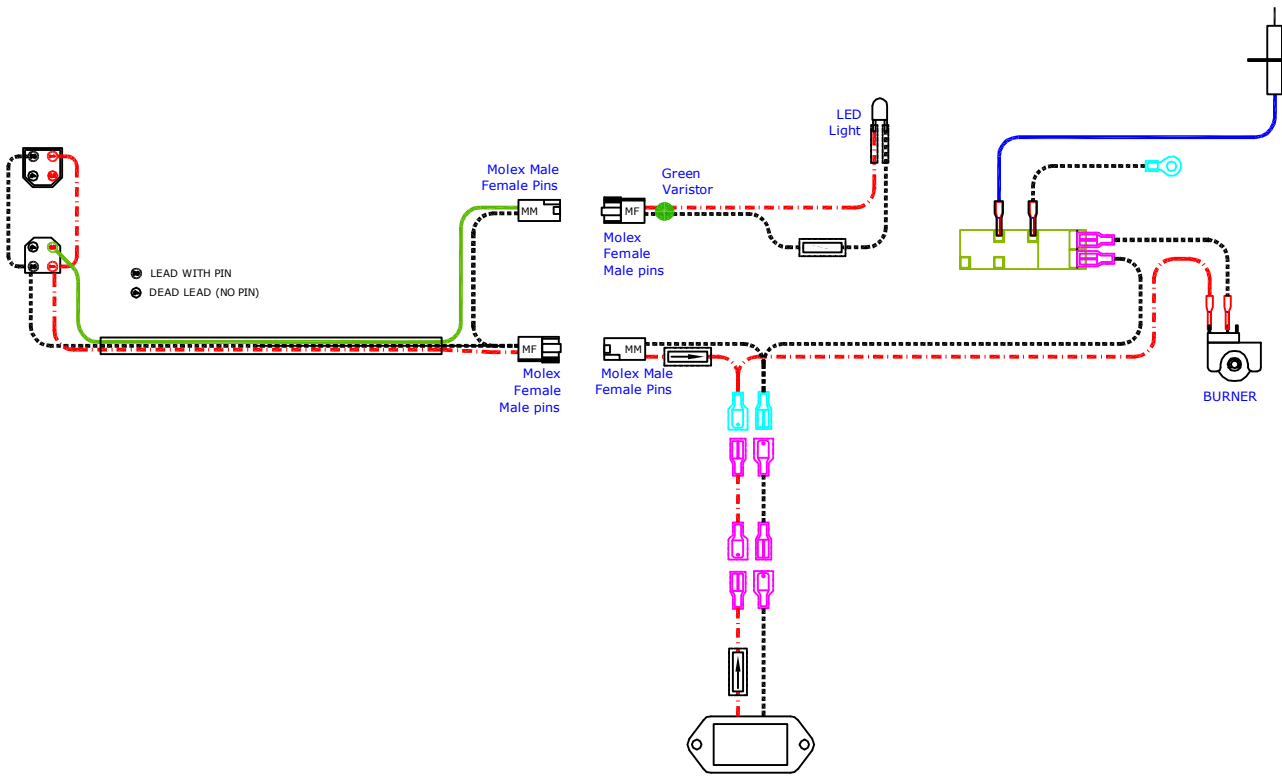 LED
Light
Molex Male
Female Pins
Green
Varistor
MM
MF
Molex
Female
Male pins
LEAD WITH PIN
DEAD LEAD (NO PIN)
MF
MM
Molex
Female
Male pins
Molex Male
Female Pins
BURNER